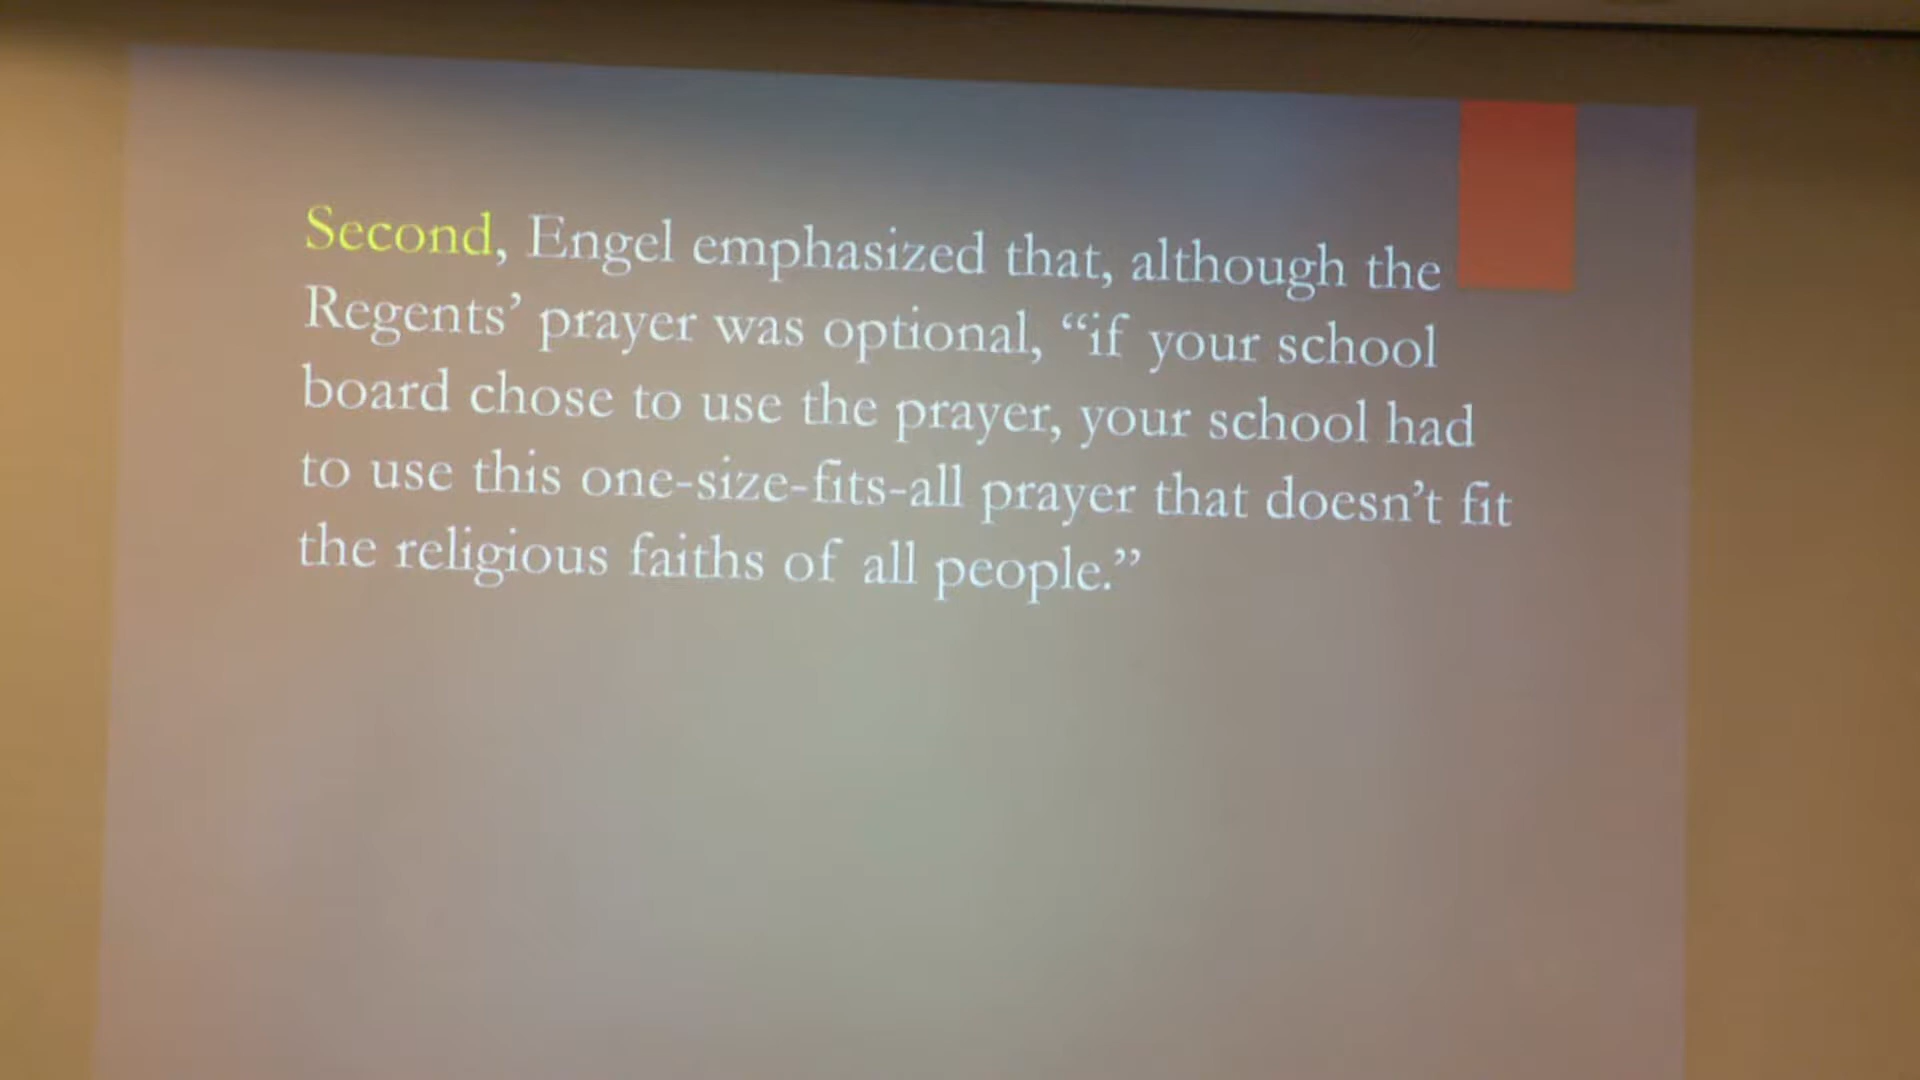 Second, Engel emphasized that, although the
Regents’ prayer was optional, “if your school
board chose to use the prayer, your school had
to use this one-size-fits-all prayer that doesn’t fit
the religious faiths of all people.”